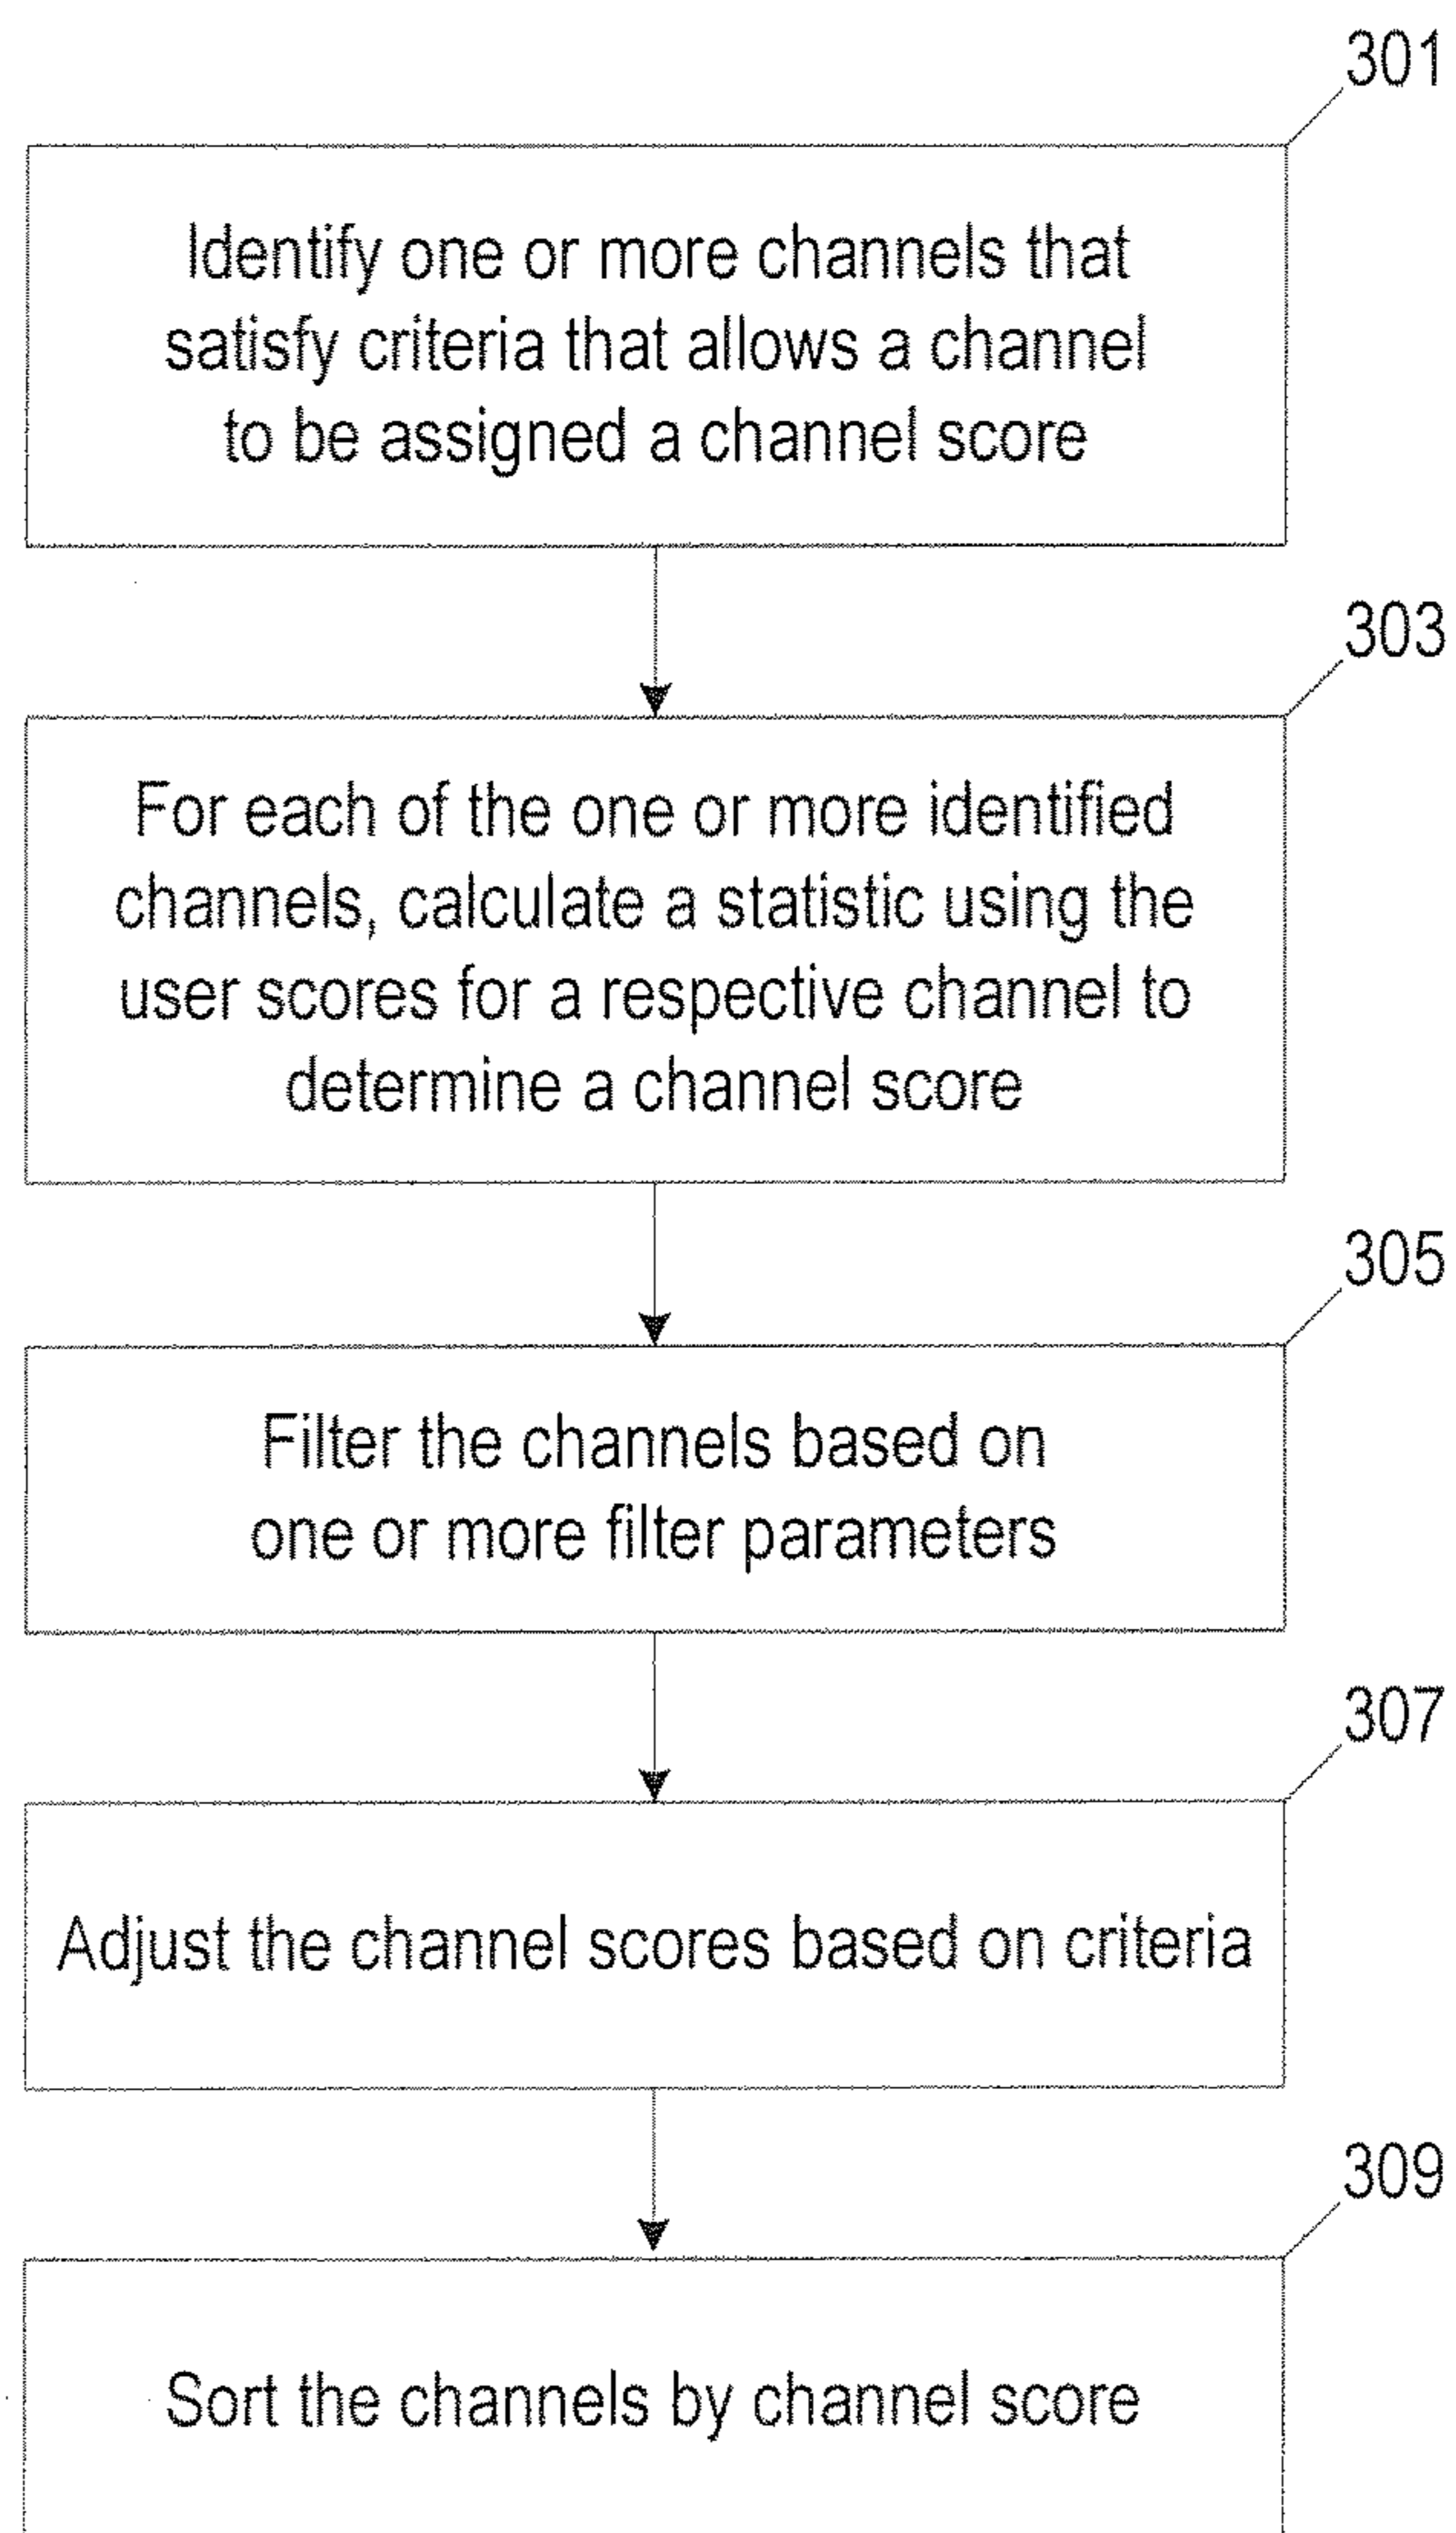 301
Identify one or more channels that
satisfy criteria that allows a channel
to be assigned a channel score
303
For each of the one or more identified
channels, calculate a statistic using the
user scores for a respective channel to
determine a channel score
305
Filter the channels based on
one or more filter parameters
307
Adjust the channel scores based on criteria
309
Sort the channels by channel score